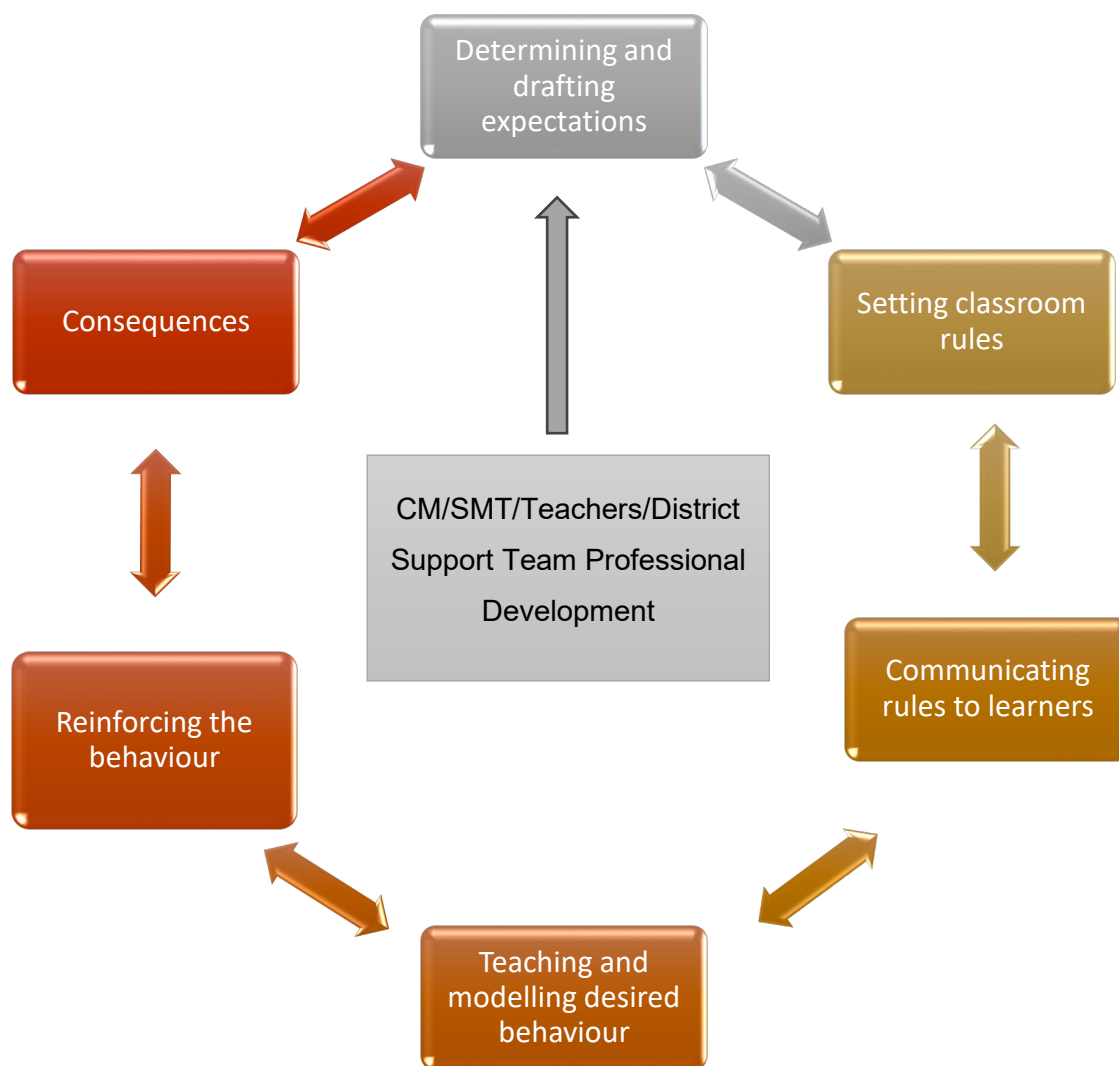 Determining and
drafting
expectations
Consequences
Setting classroom
rules
CM/SMT/Teachers/District
Support Team Professional
Development
Reinforcing the
behaviour
Communicating
rules to learners
Teaching and
modelling desired
behaviour